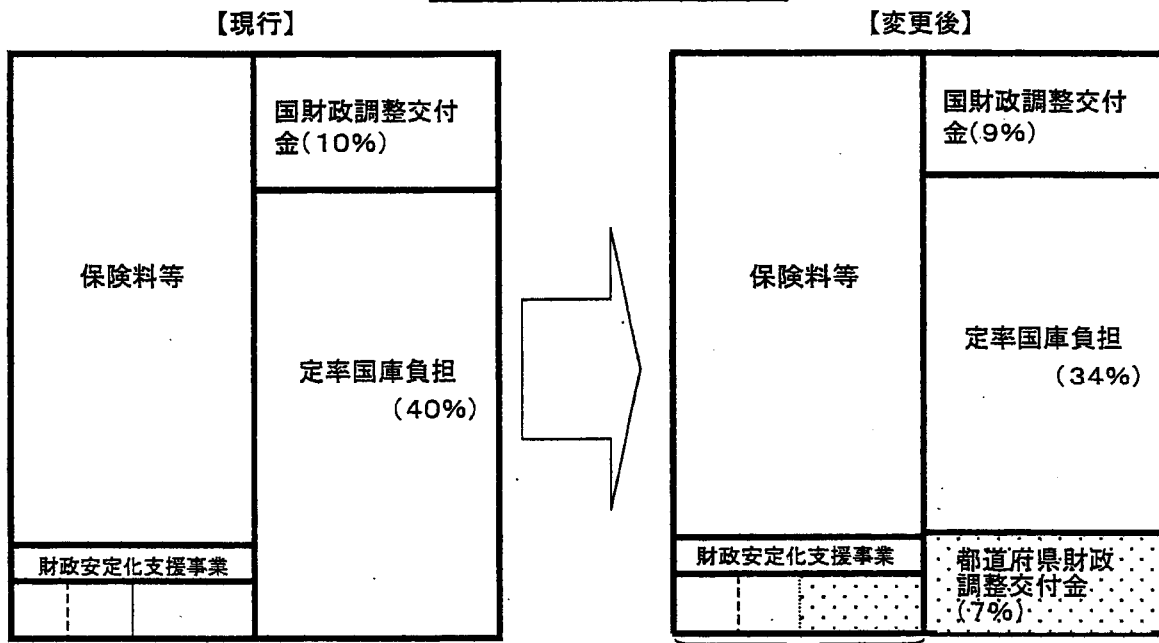 【現行】
国財政調整交付
金(10%)
保険料等
定率国庫負担
(40%)
財政安定化支援事業
【変更後】
国財政調整交付
金(9%)
保険料等
定率国庫負担
(34%)
財政安定化支援事業
都道府県財政
調整交付金
(7%)